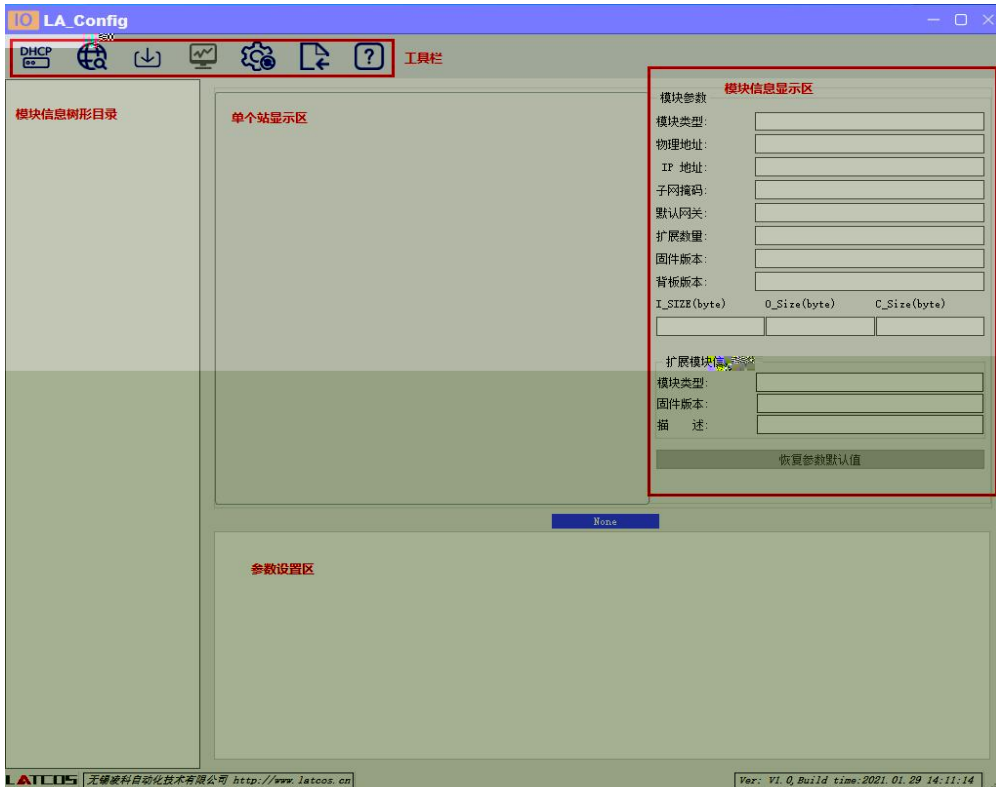 IO LA_Config
DHCP
工具栏
模块信息树形目录
单个站显示区
模块信息显示区
模块参数
模块类型:
物理地址:
IP 地址:
子网掩码:
默认网关:
扩展数量:
固件版本:
背板版本:
I_SIZE(byte) O_Size(byte) C_Size(byte)
扩展模块信
模块类型:
固件版本:
描 述:
恢复参数默认值
None
参数设置区
LATCOS 无锡凌科自动化技术有限公司 http://www.latcos.cn
Ver: V1.0,Build time:2021.01.29 14:11:14